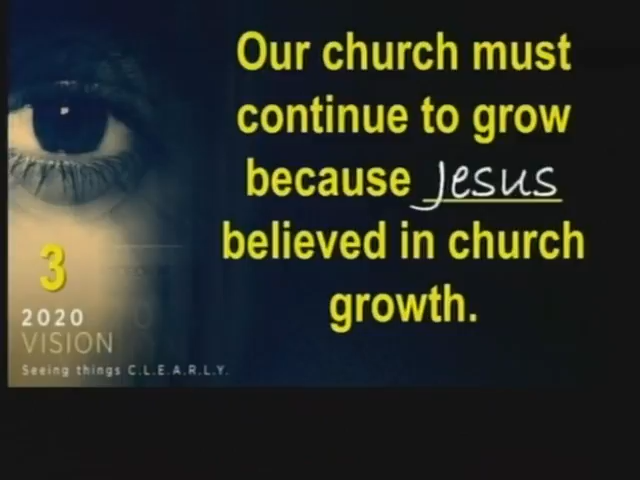 Our church must
continue to grow
because Jesus
believed in church
growth.
3
2020
VISION
Seeing things C.L.E.A.R.L.Y.